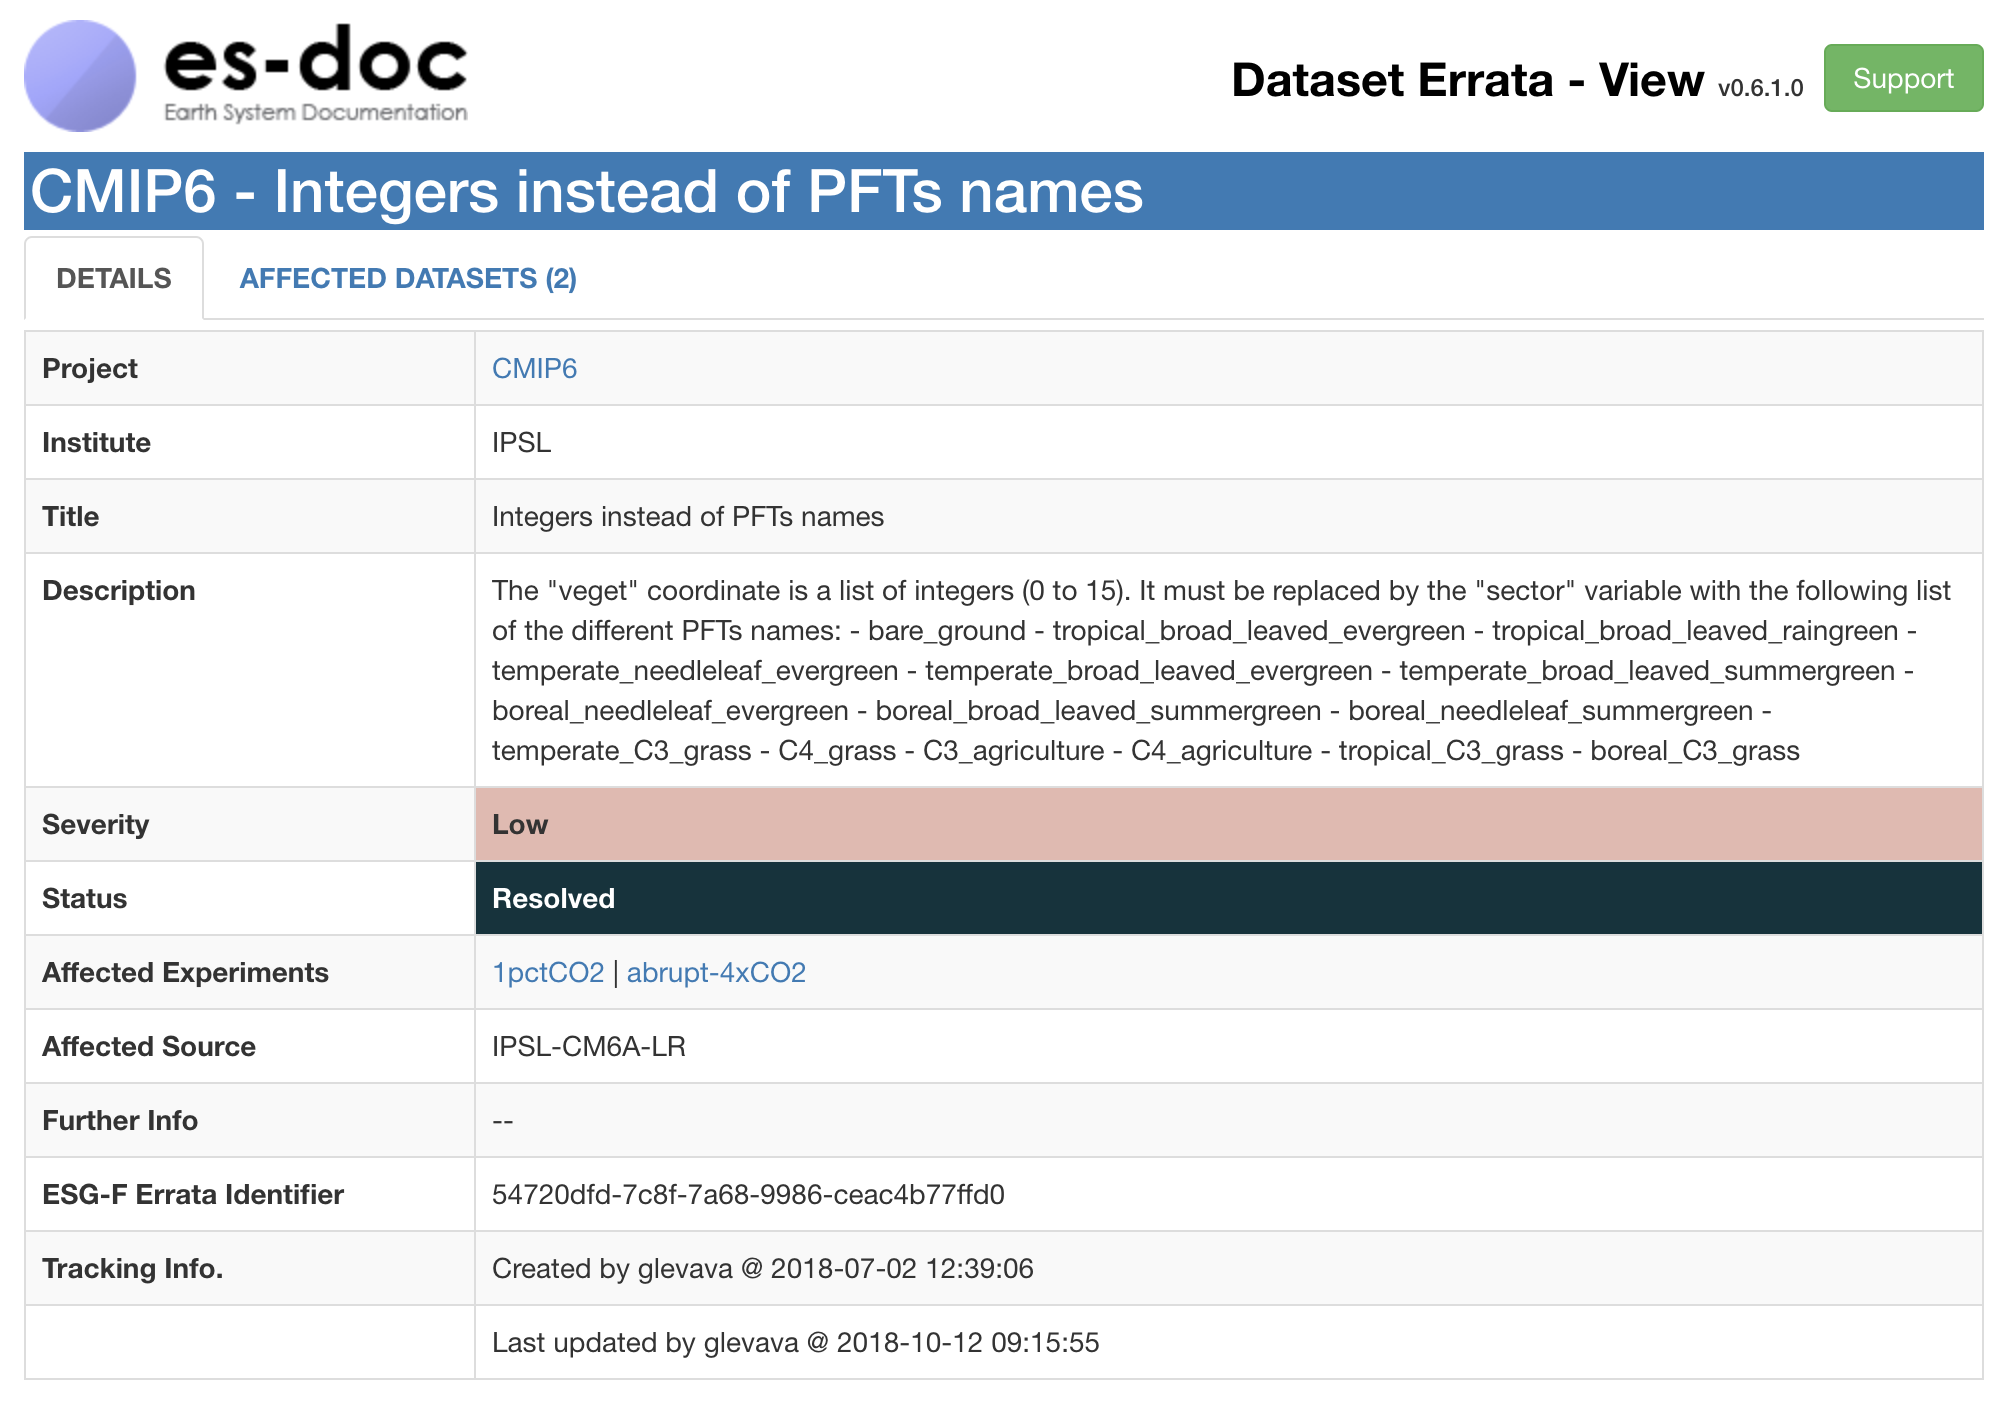 es-doc
Earth System Documentation
Dataset Errata - View v0.6.1.0
Support
CMIP6 - Integers instead of PFTs names
DETAILS
AFFECTED DATASETS (2)
Project
CMIP6
Institute
IPSL
Title
Integers instead of PFTs names
Description
The "veget" coordinate is a list of integers (0 to 15). It must be replaced by the "sector" variable with the following list
of the different PFTs names: - bare_ground - tropical_broad_leaved_evergreen - tropical_broad_leaved_raingreen -
temperate_needleleaf_evergreen - temperate_broad_leaved_evergreen - temperate_broad_leaved_summergreen -
boreal_needleleaf_evergreen - boreal_broad_leaved_summergreen - boreal_needleleaf_summergreen -
temperate_C3_grass - C4_grass - C3_agriculture - C4_agriculture - tropical_C3_grass - boreal_C3_grass
Severity
Low
Status
Resolved
Affected Experiments
1pctCO2 | abrupt-4xCO2
Affected Source
IPSL-CM6A-LR
Further Info
--
ESG-F Errata Identifier
54720dfd-7c8f-7a68-9986-ceac4b77ffd0
Tracking Info.
Created by glevava @ 2018-07-02 12:39:06
Last updated by glevava @ 2018-10-12 09:15:55